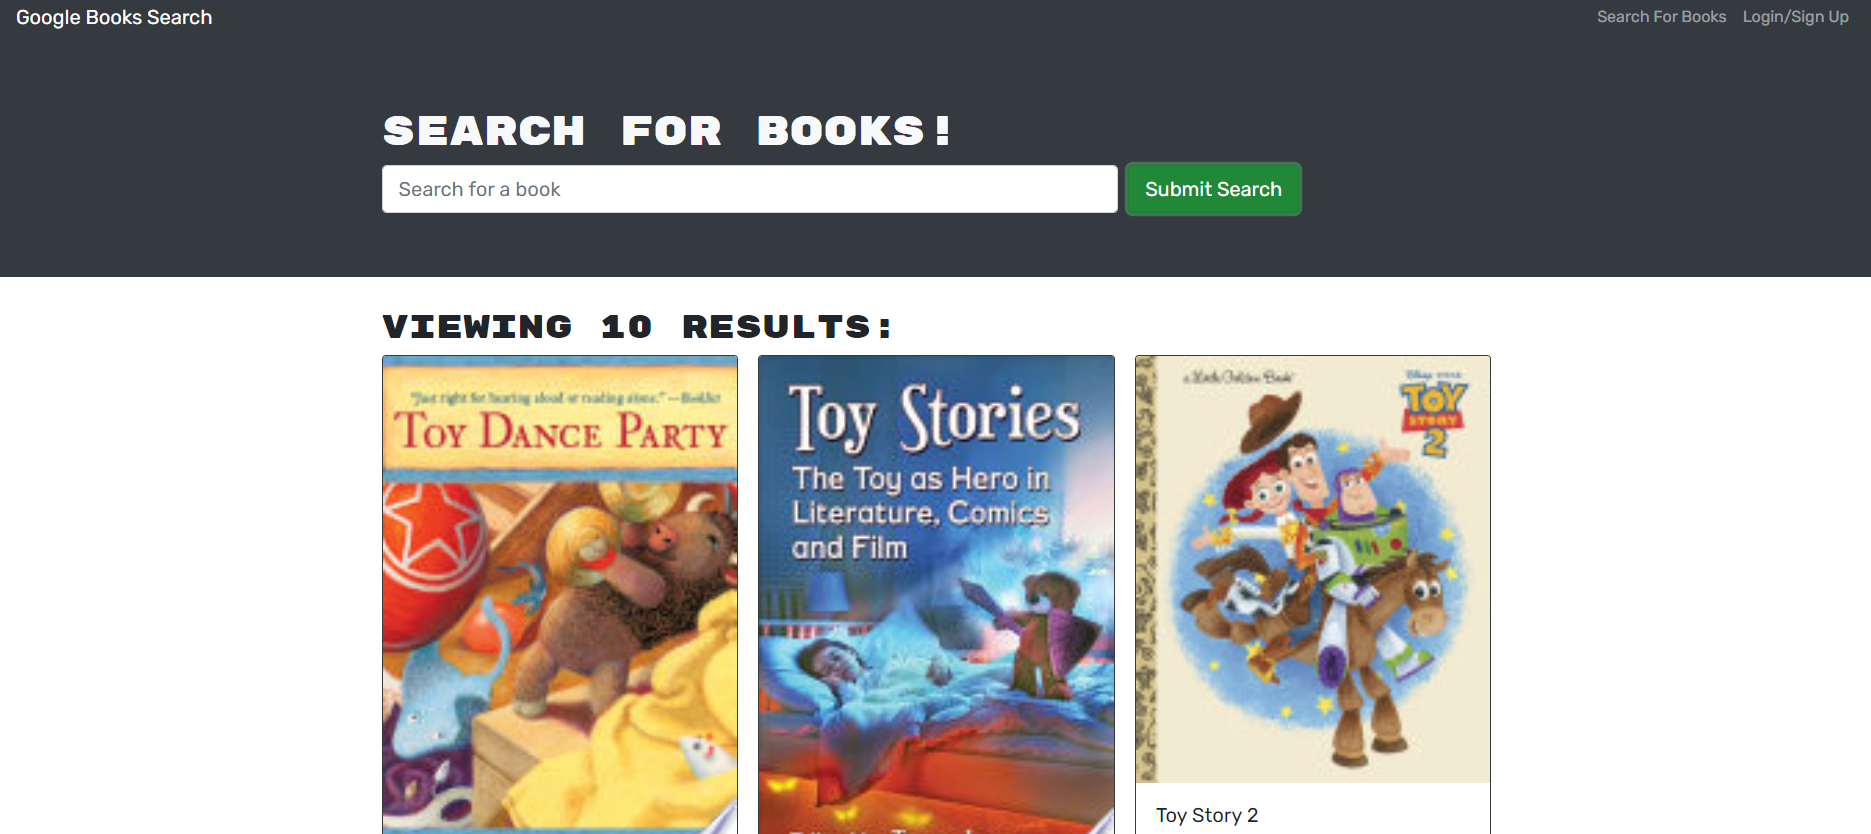 Google Books Search
Search For Books
Login/Sign Up
SEARCH FOR BOOKS!
Search for a book
Submit Search
VIEWING 10 RESULTS:
"Just right for hearing aloud or reading alone." —Booklist
TOY DANCE PARTY
Toy Stories
The Toy as Hero in
Literature, Comics
and Film
a Little Golden Book
Disney PIXAR
TOY
STORY
2
Toy Story 2